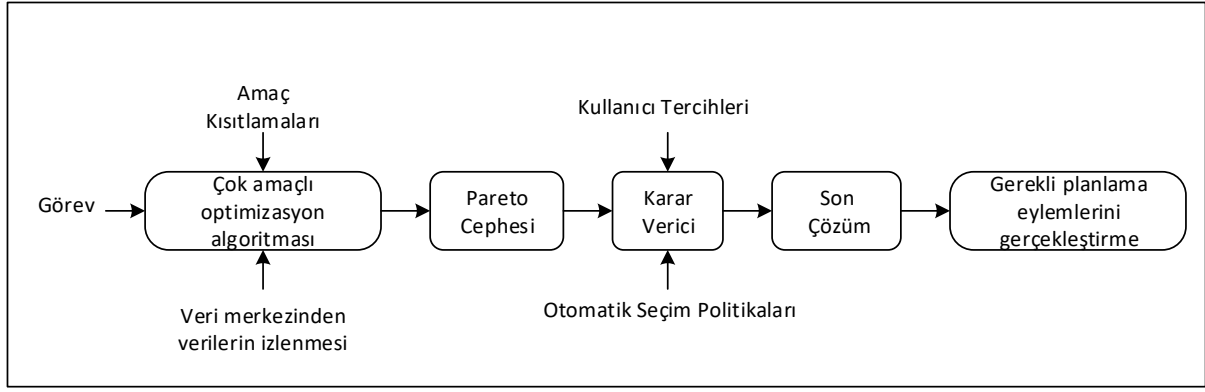 Amaç
Kısıtlamaları
Kullanıcı Tercihleri
Görev
Çok amaçlı
optimizasyon
algoritması
Pareto
Cephesi
Karar
Verici
Son
Çözüm
Gerekli planlama
eylemlerini
gerçekleştirme
Veri merkezinden
verilerin izlenmesi
Otomatik Seçim Politikaları